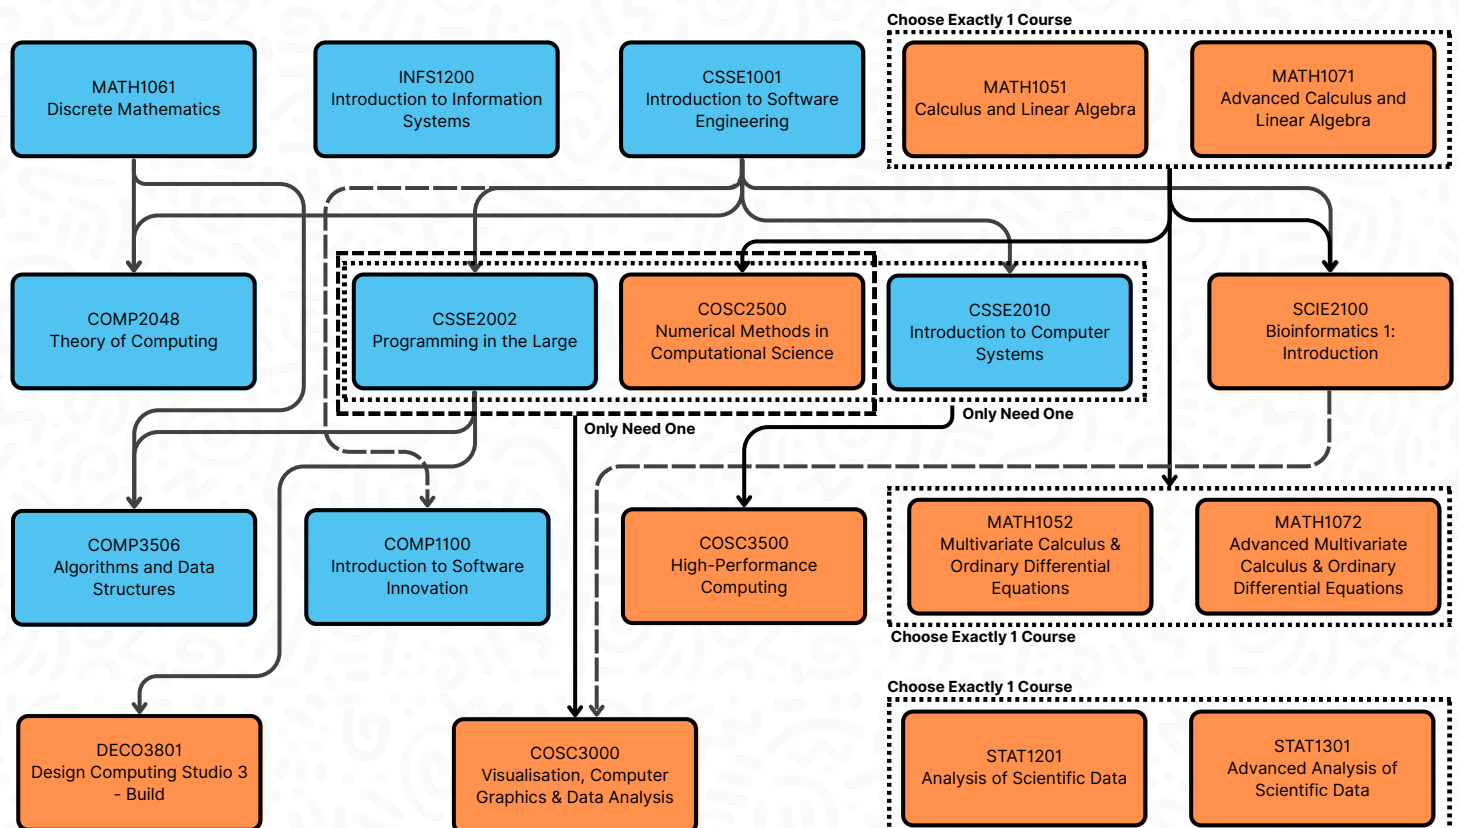 Choose Exactly 1 Course
MATH1061
Discrete Mathematics
INFS1200
Introduction to Information
Systems
CSSE1001
Introduction to Software
Engineering
MATH1051
Calculus and Linear Algebra
MATH1071
Advanced Calculus and
Linear Algebra
COMP2048
Theory of Computing
CSSE2002
Programming in the Large
COSC2500
Numerical Methods in
Computational Science
CSSE2010
Introduction to Computer
Systems
SCIE2100
Bioinformatics 1:
Introduction
Only Need One
Only Need One
COMP3506
Algorithms and Data
Structures
COMP1100
Introduction to Software
Innovation
COSC3500
High-Performance
Computing
MATH1052
Multivariate Calculus &
Ordinary Differential
Equations
MATH1072
Advanced Multivariate
Calculus & Ordinary
Differential Equations
Choose Exactly 1 Course
Choose Exactly 1 Course
DECO3801
Design Computing Studio 3
- Build
COSC3000
Visualisation, Computer
Graphics & Data Analysis
STAT1201
Analysis of Scientific Data
STAT1301
Advanced Analysis of
Scientific Data